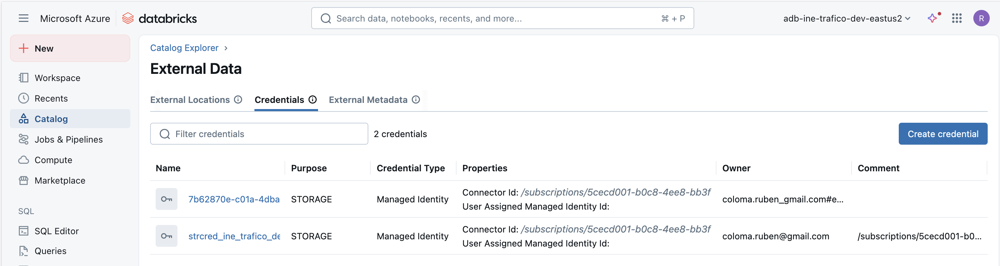 Microsoft Azure databricks
Search data, notebooks, recents, and more... ⌘ + P
adb-ine-trafico-dev-eastus2
R
New
Workspace
Recents
Catalog
Jobs & Pipelines
Compute
Marketplace
SQL
SQL Editor
Queries
Catalog Explorer ›
External Data
External Locations Credentials External Metadata
Filter credentials 2 credentials Create credential
Name Purpose Credential Type Properties Owner Comment
7b62870e-c01a-4dba STORAGE Managed Identity Connector Id: /subscriptions/5cecd001-b0c8-4ee8-bb3f coloma.ruben_gmail.com#e...
User Assigned Managed Identity Id:
strcred_ine_trafico_de STORAGE Managed Identity Connector Id: /subscriptions/5cecd001-b0c8-4ee8-bb3f coloma.ruben@gmail.com /subscriptions/5cecd001-b0...
User Assigned Managed Identity Id: